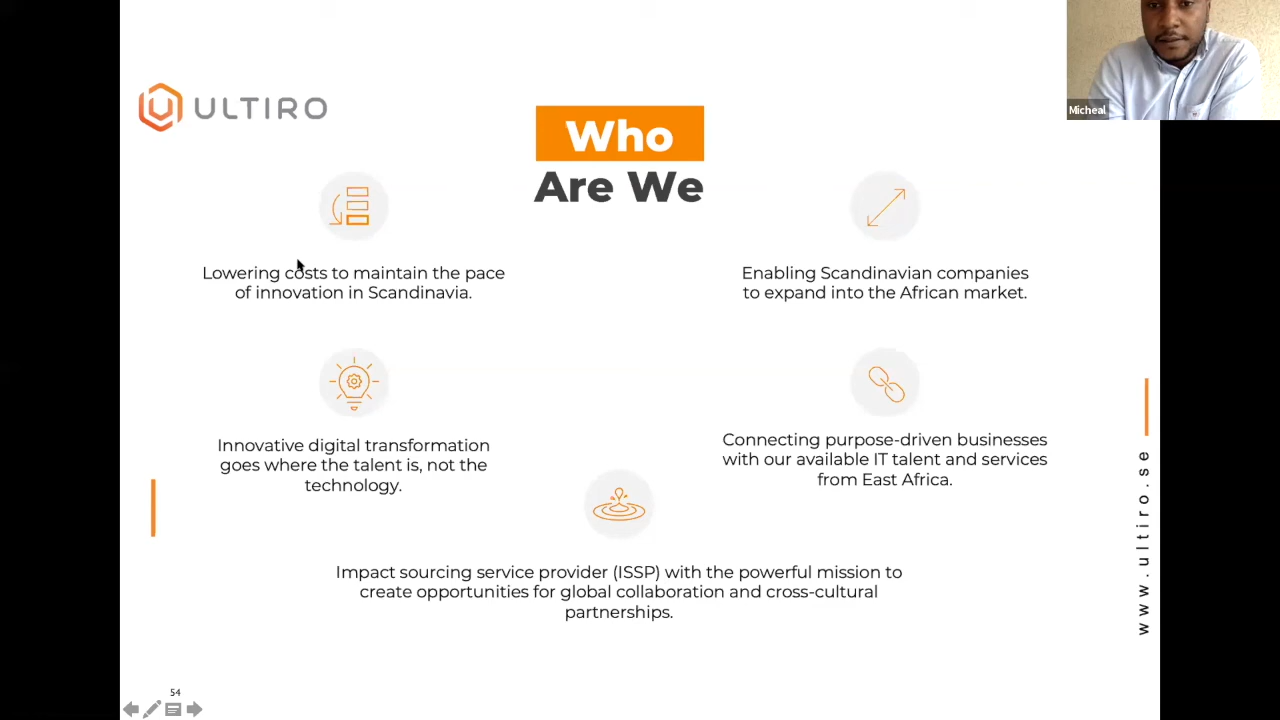 ULTIRO
Who
Are We
Micheal
Lowering costs to maintain the pace
of innovation in Scandinavia.
Enabling Scandinavian companies
to expand into the African market.
Innovative digital transformation
goes where the talent is, not the
technology.
Connecting purpose-driven businesses
with our available IT talent and services
from East Africa.
Impact sourcing service provider (ISSP) with the powerful mission to
create opportunities for global collaboration and cross-cultural
partnerships.
www.ultiro.se
54